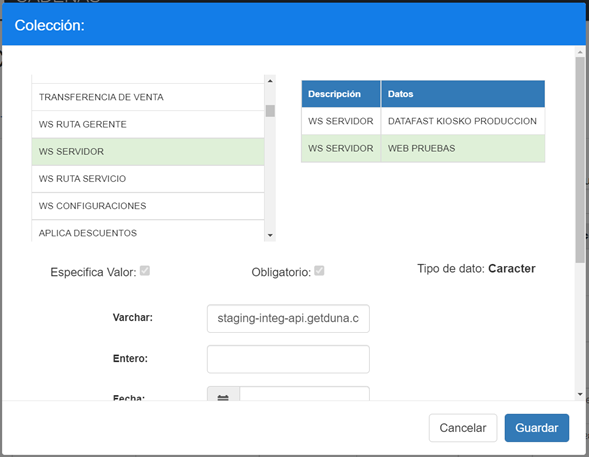 CADENAS
Colección:
TRANSFERENCIA DE VENTA
WS RUTA GERENTE
WS SERVIDOR
WS RUTA SERVICIO
WS CONFIGURACIONES
APLICA DESCUENTOS
Descripción Datos
WS SERVIDOR DATAFAST KIOSKO PRODUCCION
WS SERVIDOR WEB PRUEBAS
Especifica Valor:
Obligatorio:
Tipo de dato: Caracter
Varchar: staging-integ-api.getduna.c
Entero:
Fecha:
Cancelar Guardar